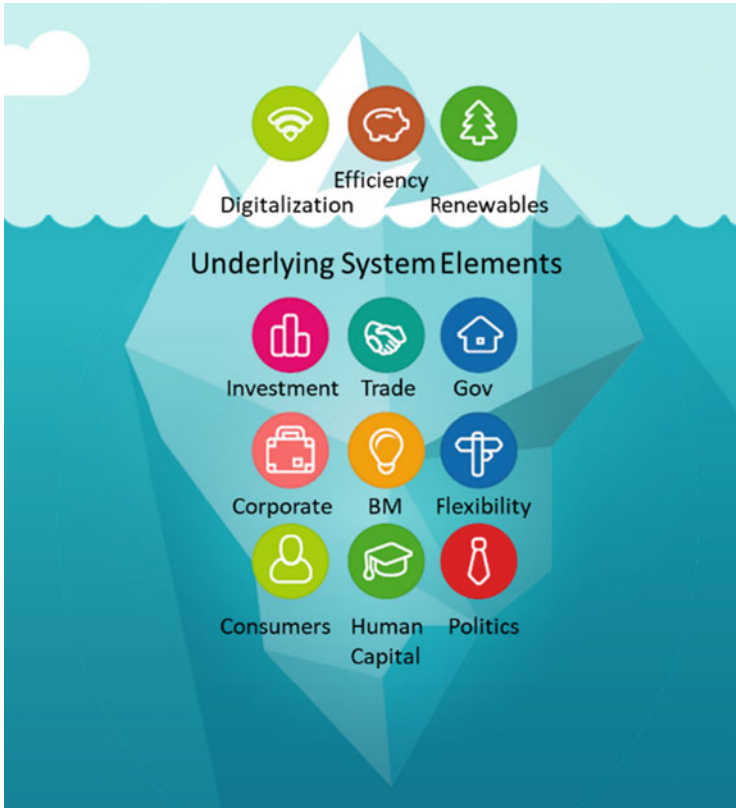 Efficiency
Digitalization Renewables
Underlying System Elements
Investment Trade Gov
Corporate BM Flexibility
Consumers Human Politics
Capital